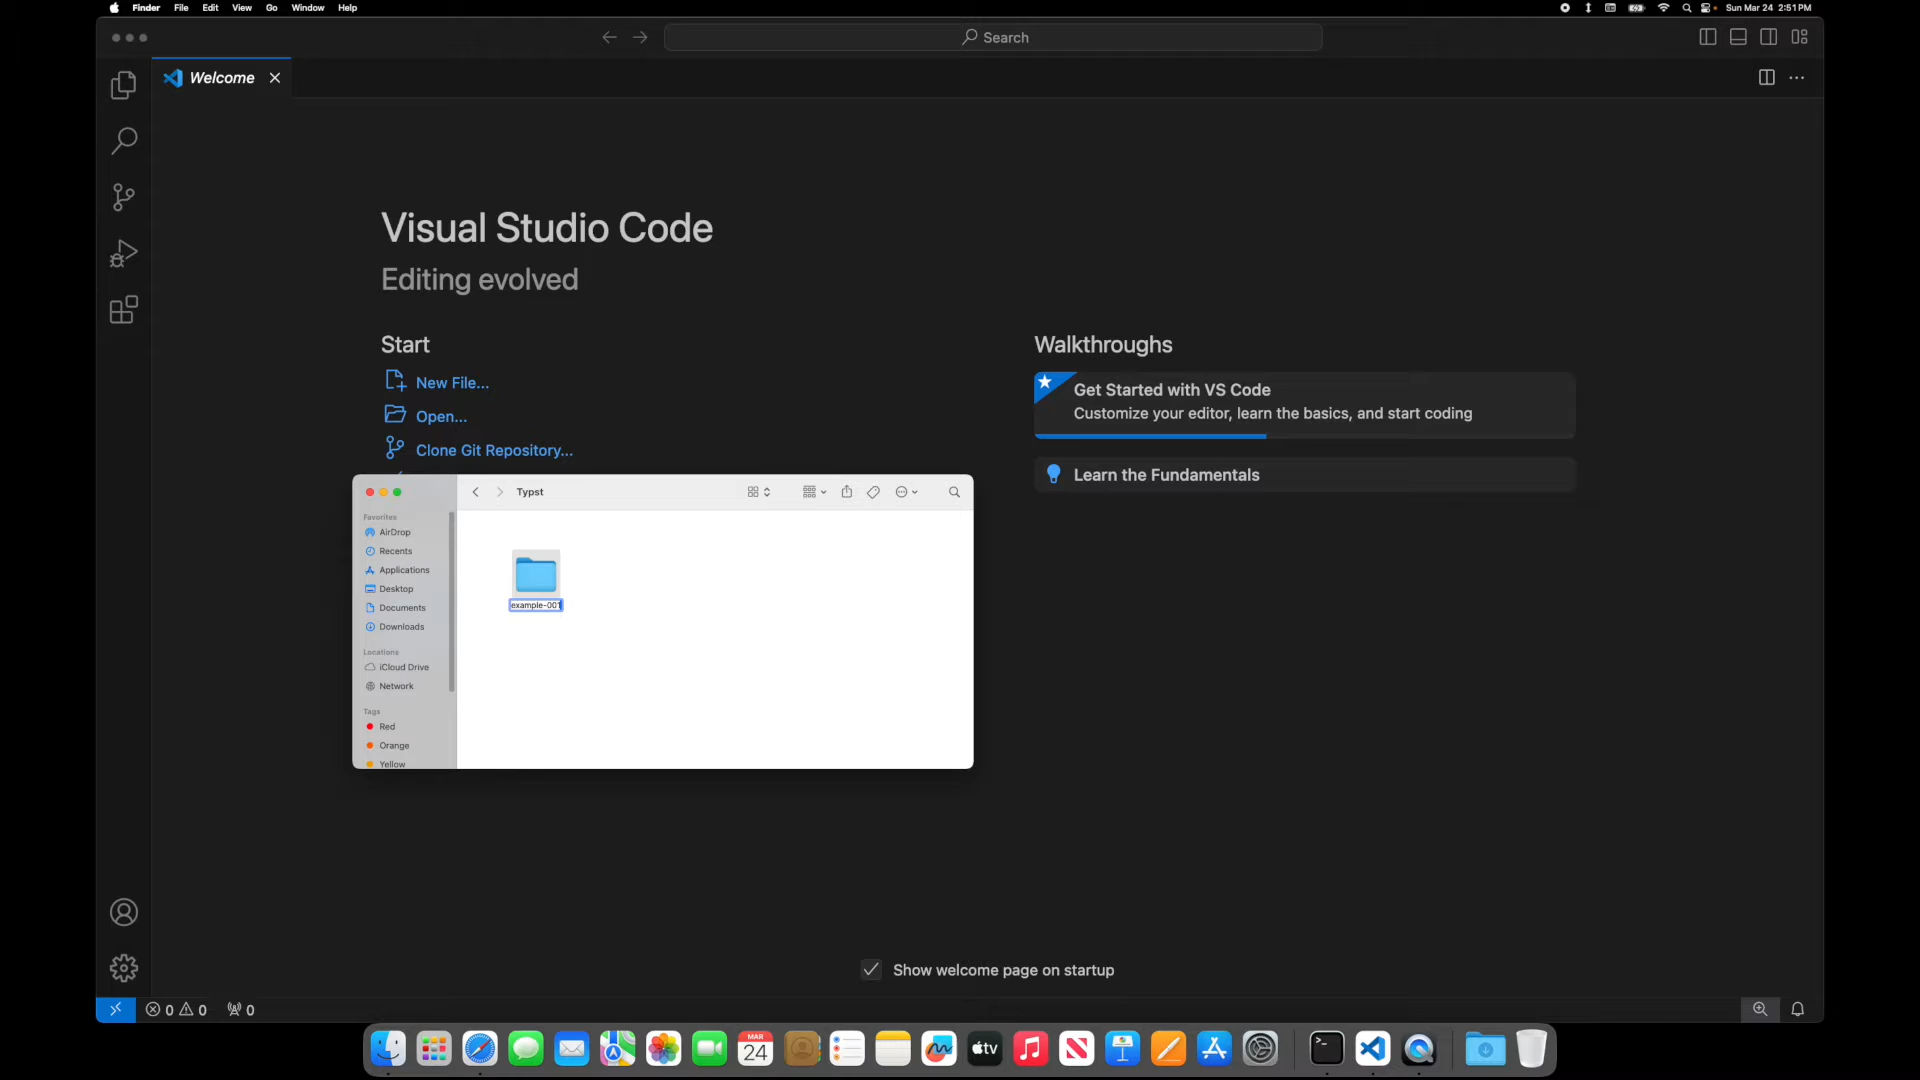 Finder File Edit View Go Window Help
Sun Mar 24 2:51 PM
Search
Welcome
Visual Studio Code
Editing evolved
Start
New File...
Open...
Clone Git Repository...
Walkthroughs
Get Started with VS Code
Customize your editor, learn the basics, and start coding
Learn the Fundamentals
Typst
Favorites
AirDrop
Recents
Applications
Desktop
Documents
Downloads
Locations
iCloud Drive
Network
Tags
Red
Orange
Yellow
example-001
Show welcome page on startup
0 0 0
MAR
24
tv